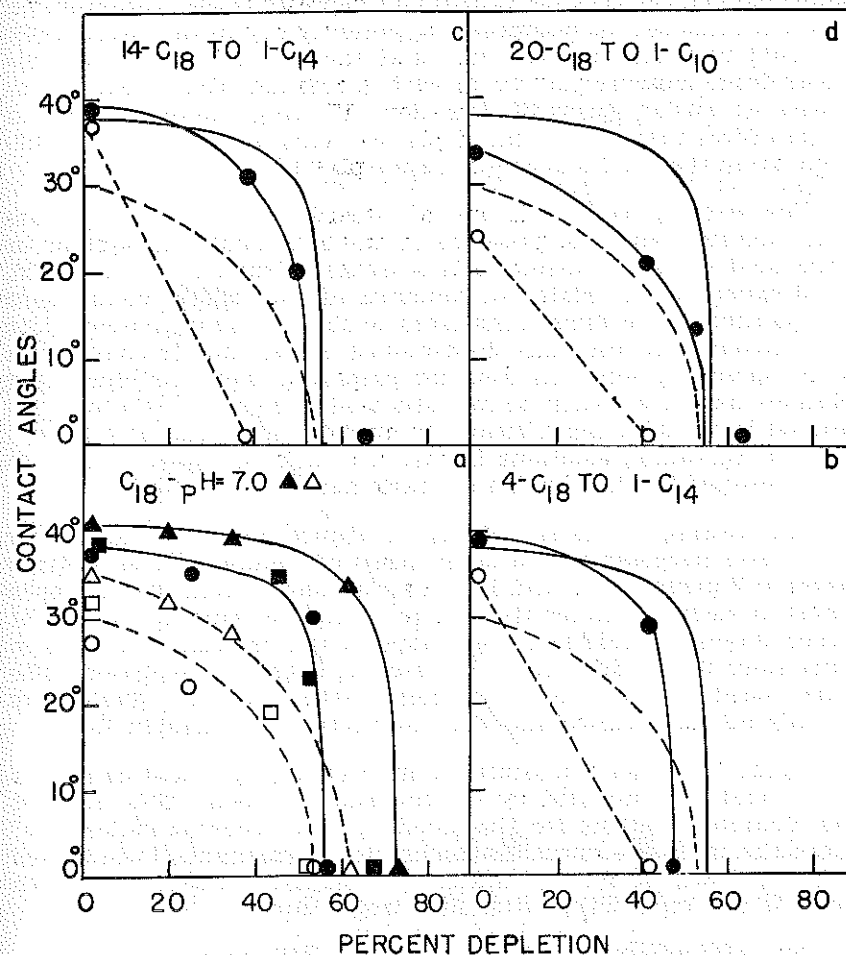 c
14-C18 TO 1-C14
d
20-C18 TO 1-C10
40°
30°
20°
10°
0°
a
C18 -pH=7.0 ▲ △
b
4-C18 TO 1-C14
40°
30°
20°
10°
0°
0 20 40 60 80
0 20 40 60 80
CONTACT ANGLES
PERCENT DEPLETION